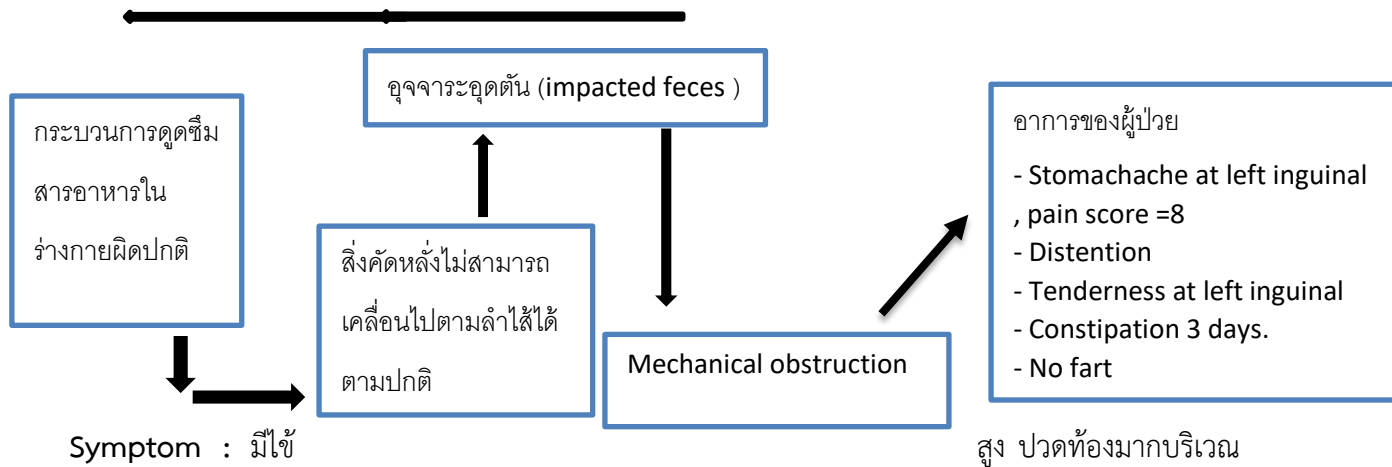 อุจจาระอุดตัน (impacted feces )
กระบวนการดูดซึม
สารอาหารใน
ร่างกายผิดปกติ
สิ่งคัดหลั่งไม่สามารถ
เคลื่อนไปตามลำไส้ได้
ตามปกติ
Mechanical obstruction
อาการของผู้ป่วย
- Stomachache at left inguinal
, pain score =8
- Distention
- Tenderness at left inguinal
- Constipation 3 days.
- No fart
Symptom : มีไข้ สูง ปวดท้องมากบริเวณ